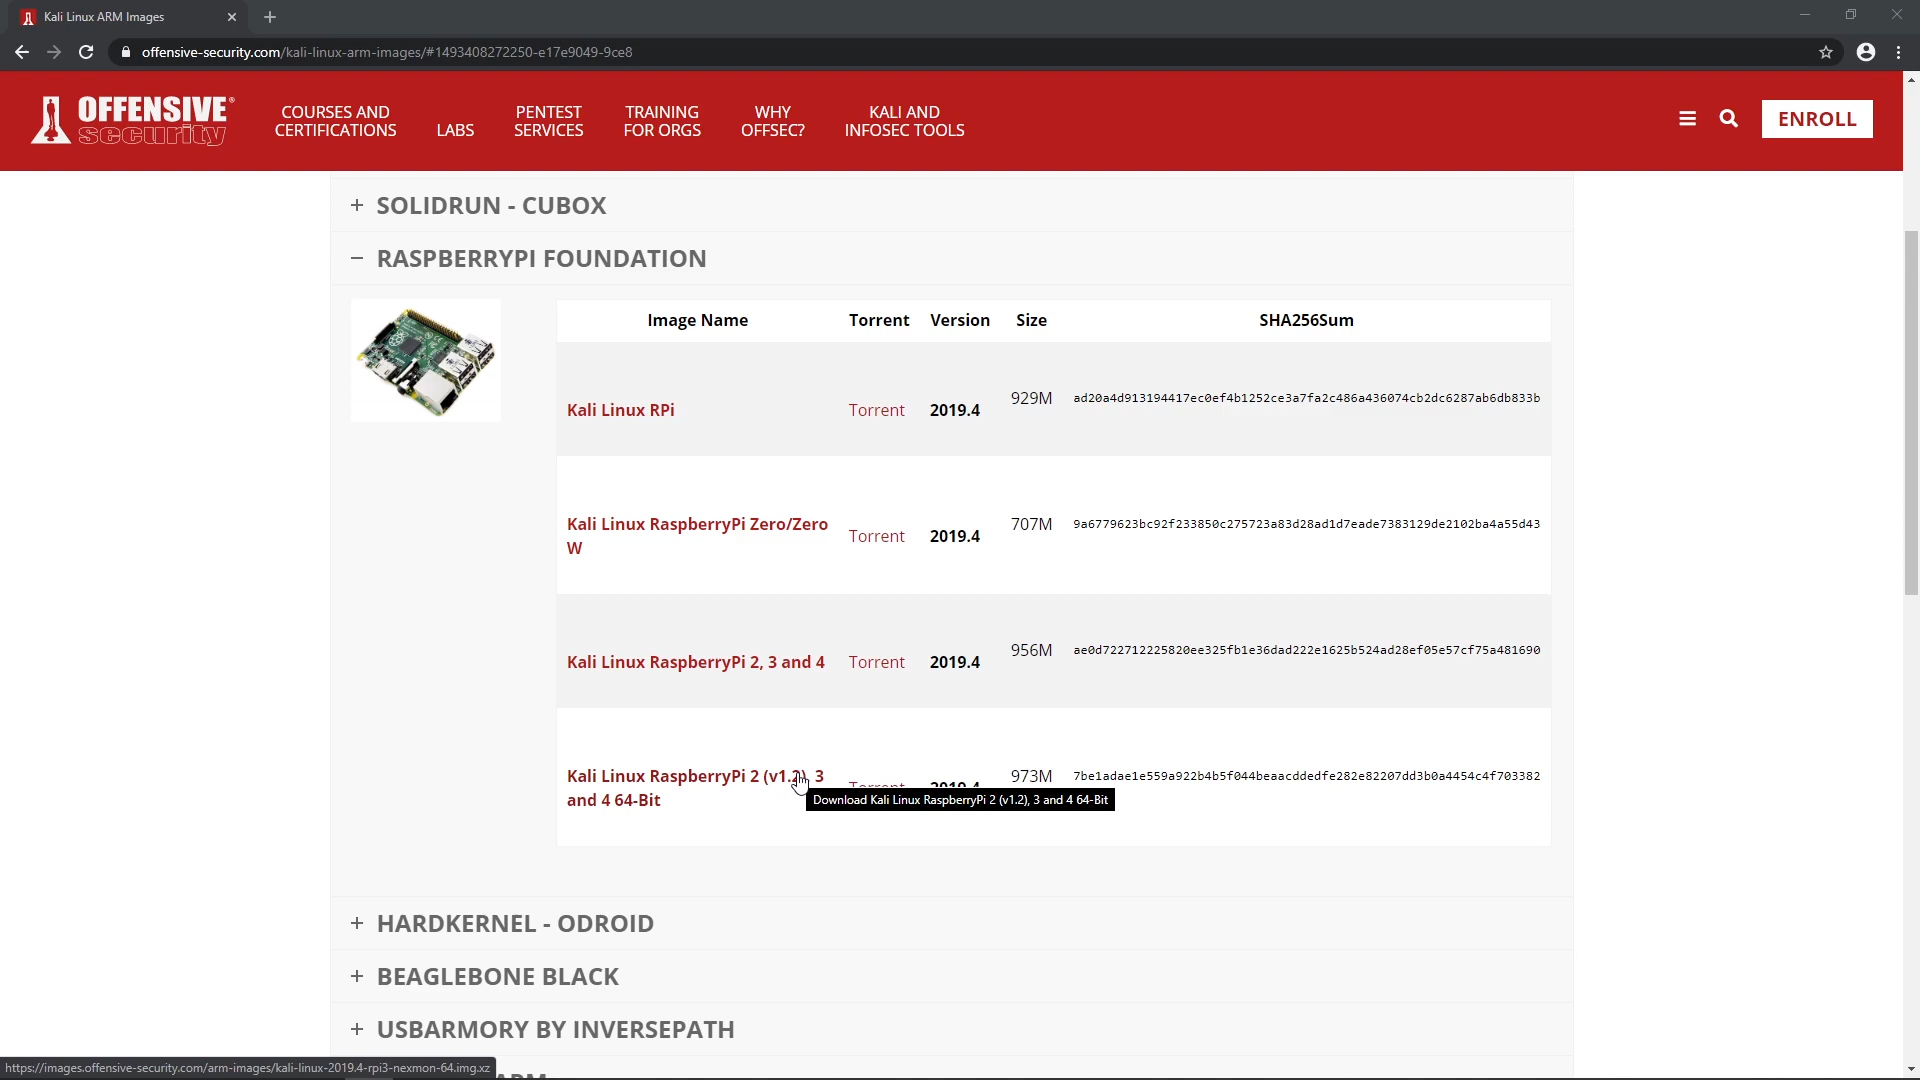 Kali Linux ARM Images
offensive-security.com/kali-linux-arm-images/#1493408272250-e17e9049-9ce8
OFFENSIVE®
security
COURSES AND
CERTIFICATIONS
LABS
PENTEST
SERVICES
TRAINING
FOR ORGS
WHY
OFFSEC?
KALI AND
INFOSEC TOOLS
ENROLL
+ SOLIDRUN - CUBOX
− RASPBERRYPI FOUNDATION
Image Name Torrent Version Size SHA256Sum
Kali Linux RPi Torrent 2019.4 929M ad20a4d913194417ec0ef4b1252ce3a7fa2c486a436074cb2dc6287ab6db833b
Kali Linux RaspberryPi Zero/Zero
W
Torrent 2019.4 707M 9a6779623bc92f233850c275723a83d28ad1d7eade7383129de2102ba4a55d43
Kali Linux RaspberryPi 2, 3 and 4 Torrent 2019.4 956M ae0d722712225820ee325fb1e36dad222e1625b524ad28ef05e57cf75a481690
Kali Linux RaspberryPi 2 (v1.2), 3
and 4 64-Bit
Torrent 2019.4 973M 7be1adae1e559a922b4b5f044beaacddedfe282e82207dd3b0a4454c4f703382
Download Kali Linux RaspberryPi 2 (v1.2), 3 and 4 64-Bit
+ HARDKERNEL - ODROID
+ BEAGLEBONE BLACK
+ USBARMORY BY INVERSEPATH
https://images.offensive-security.com/arm-images/kali-linux-2019.4-rpi3-nexmon-64.img.xz